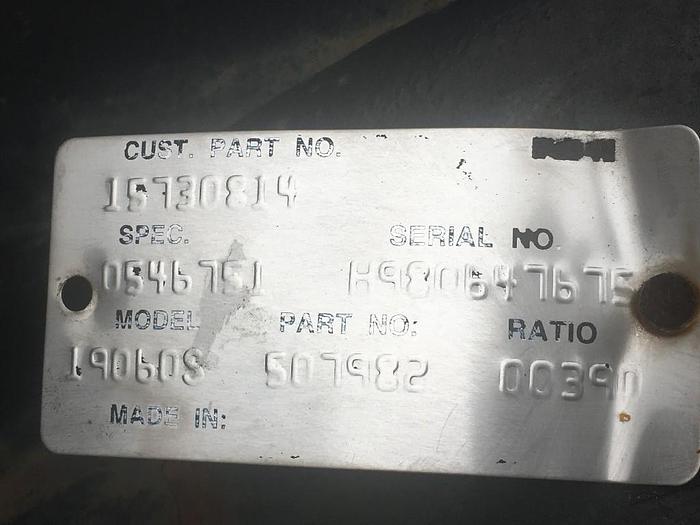 CUST. PART NO.
15730814
SPEC. SERIAL NO.
0546751 H980647675
MODEL PART NO: RATIO
190608 507982 00390
MADE IN: